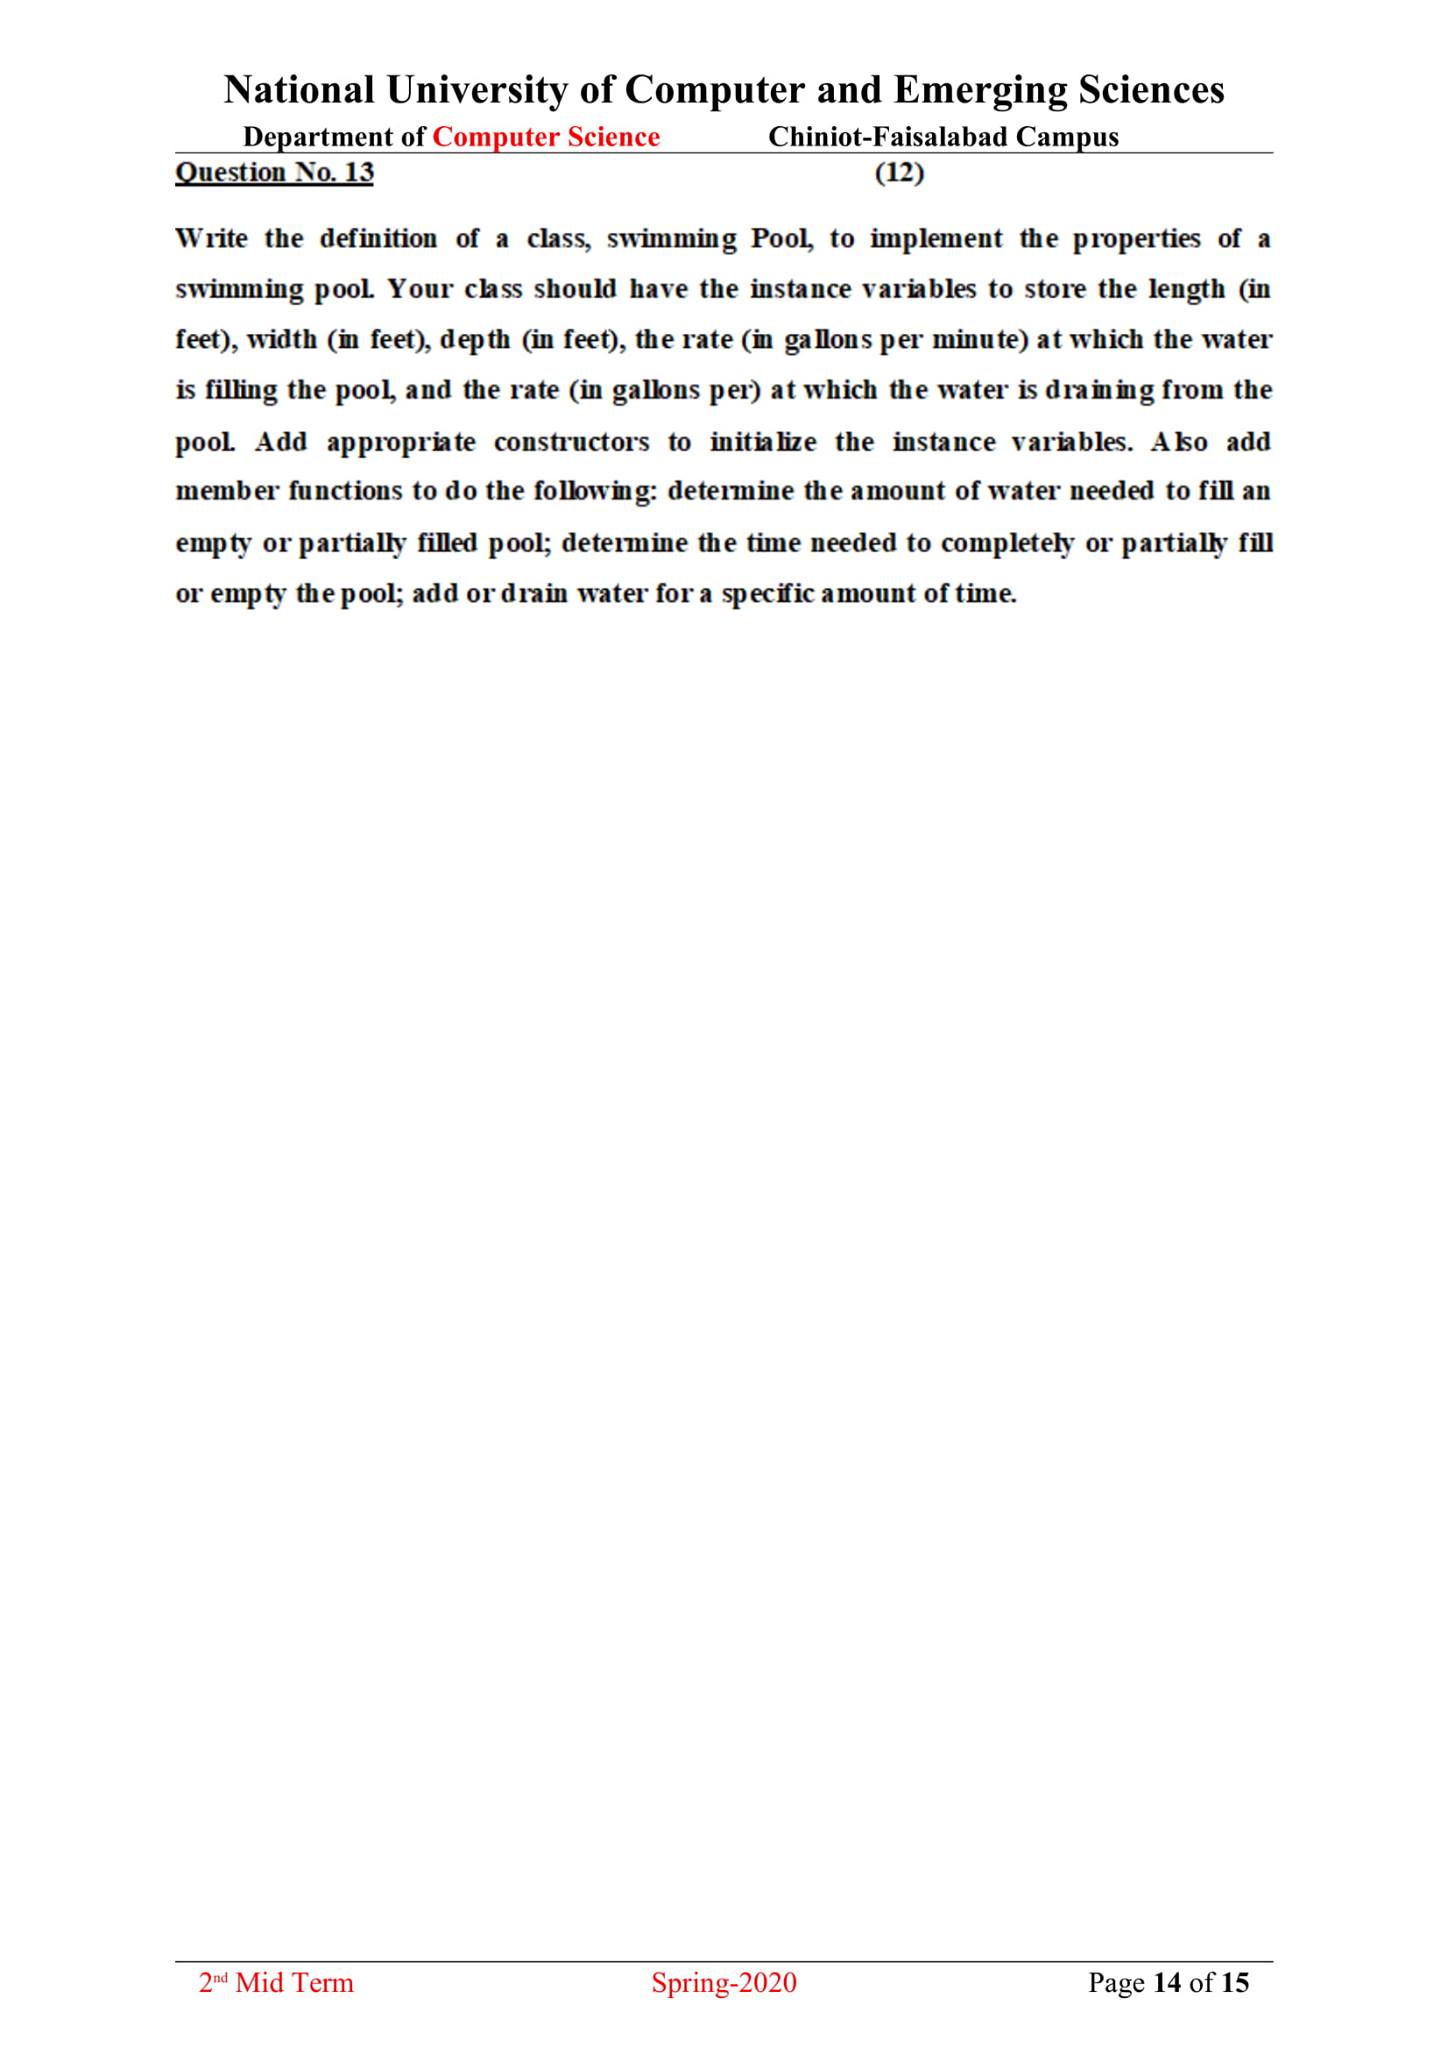 National University of Computer and Emerging Sciences
Department of Computer Science Chiniot-Faisalabad Campus
Question No. 13 (12)
Write the definition of a class, swimming Pool, to implement the properties of a
swimming pool. Your class should have the instance variables to store the length (in
feet), width (in feet), depth (in feet), the rate (in gallons per minute) at which the water
is filling the pool, and the rate (in gallons per) at which the water is draining from the
pool. Add appropriate constructors to initialize the instance variables. Also add
member functions to do the following: determine the amount of water needed to fill an
empty or partially filled pool; determine the time needed to completely or partially fill
or empty the pool; add or drain water for a specific amount of time.
2nd Mid Term Spring-2020 Page 14 of 15